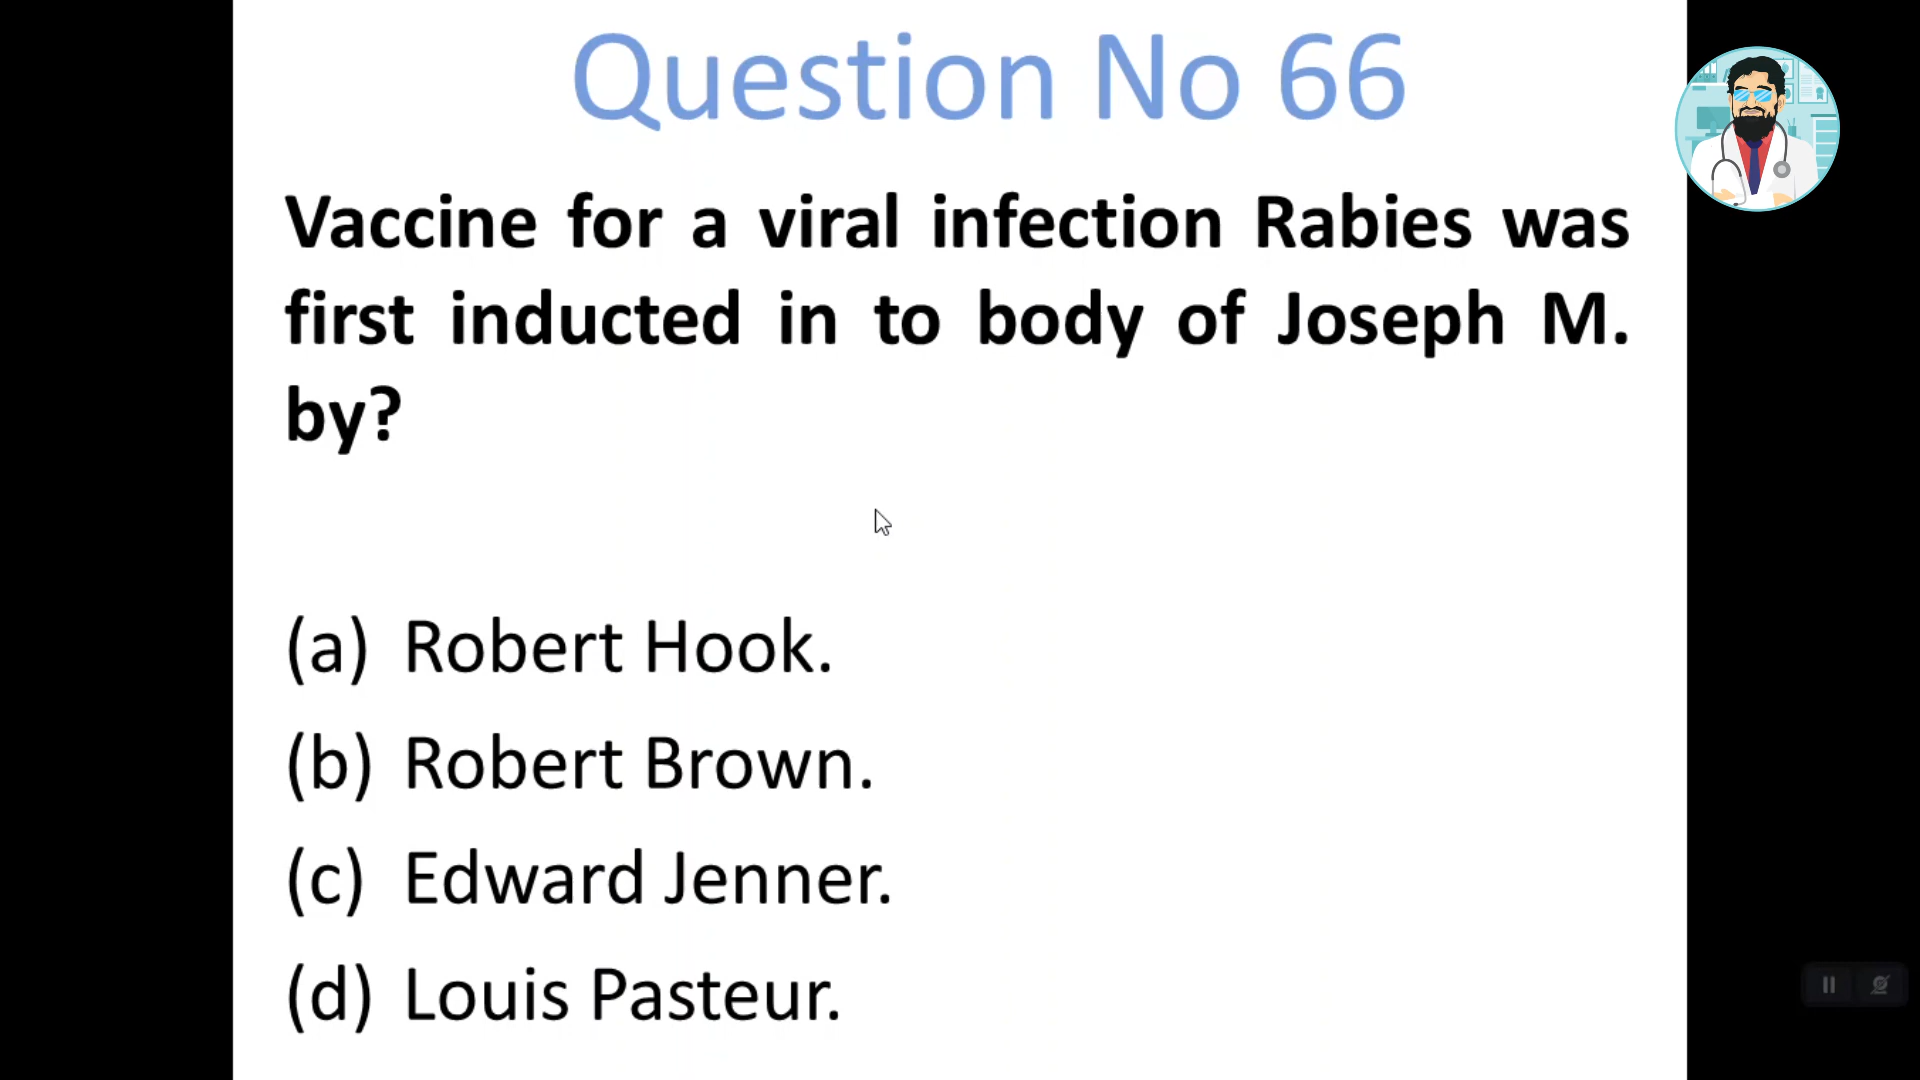 Question No 66
Vaccine for a viral infection Rabies was
first inducted in to body of Joseph M.
by?
(a) Robert Hook.
(b) Robert Brown.
(c) Edward Jenner.
(d) Louis Pasteur.